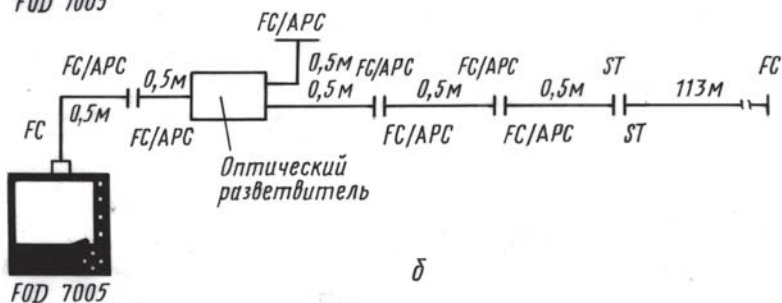 FOD 7005
FC/APC
FC/APC
0,5м
0,5м
FC/APC
FC/APC
ST
FC
0,5м
0,5м
0,5м
0,5м
113м
FC
FC/APC
FC/APC
FC/APC
ST
Оптический
разветвитель
FOD 7005
б